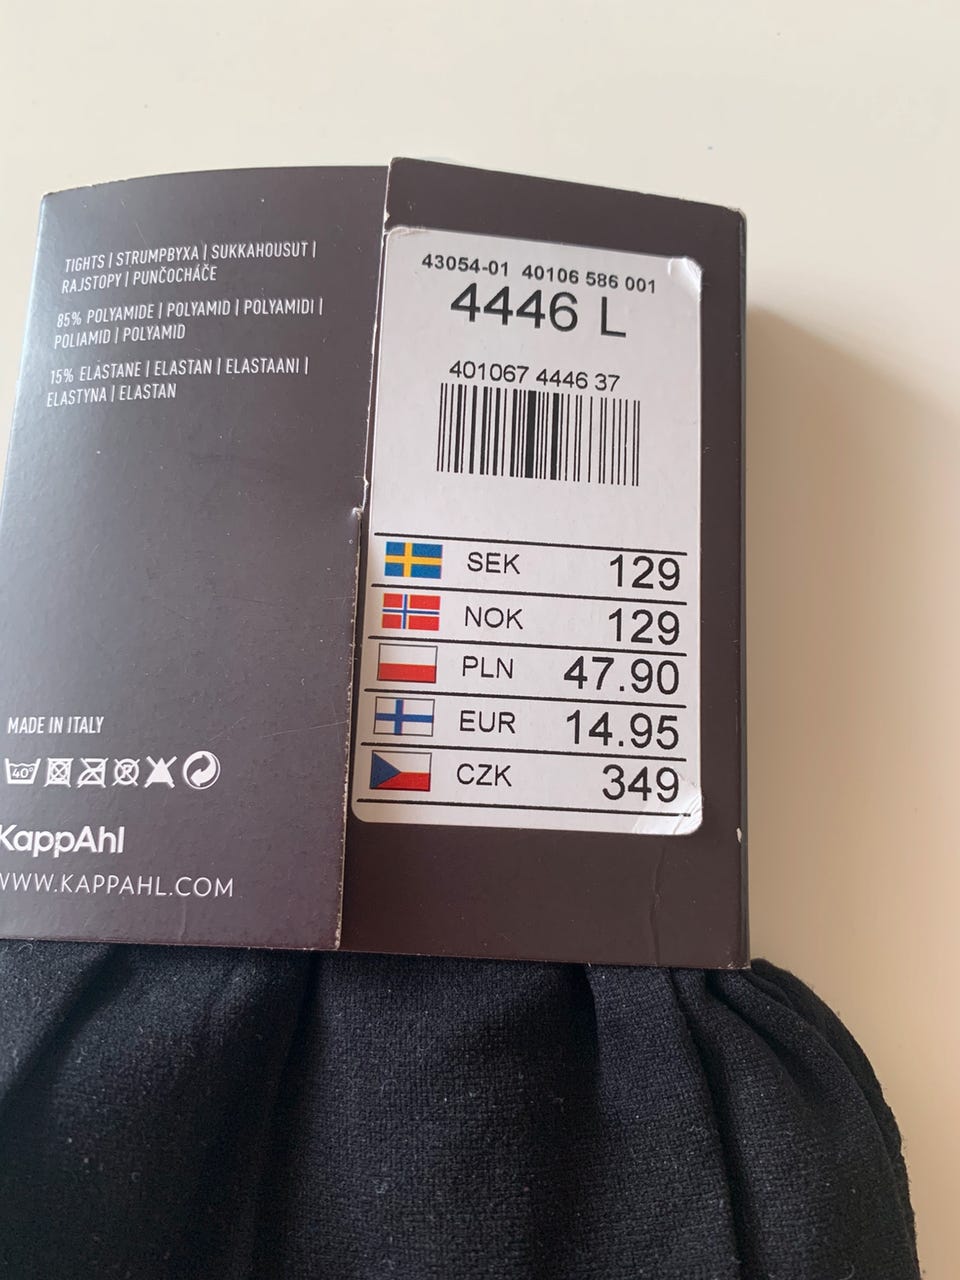 TIGHTS | STRUMPBYXA | SUKKAHOUSUT |
RAJSTOPY | PUNČOCHÁČE
85% POLYAMIDE | POLYAMID | POLYAMIDI |
POLIAMID | POLYAMID
15% ELASTANE | ELASTAN | ELASTAANI |
ELASTYNA | ELASTAN
MADE IN ITALY
40°
KappAhl
WWW.KAPPAHL.COM
43054-01 40106 586 001
4446 L
401067 4446 37
SEK 129
NOK 129
PLN 47.90
EUR 14.95
CZK 349